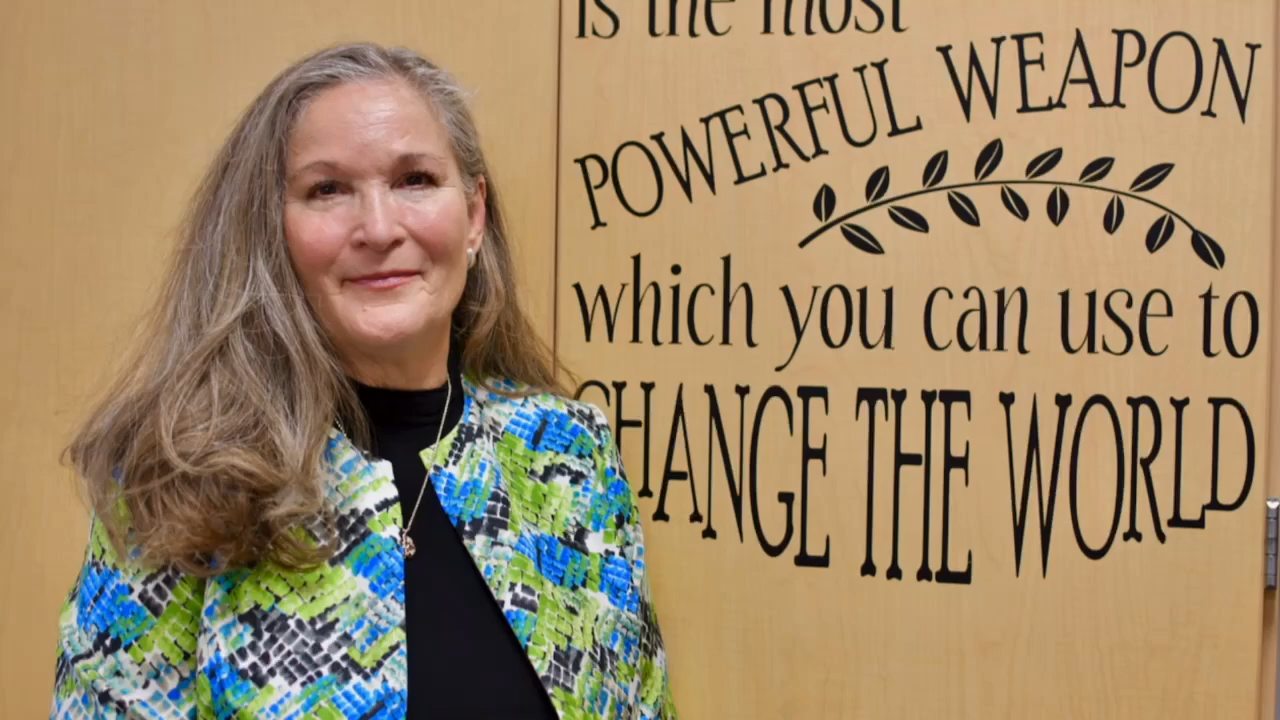 is the most
POWERFUL WEAPON
which you can use to
CHANGE THE WORLD